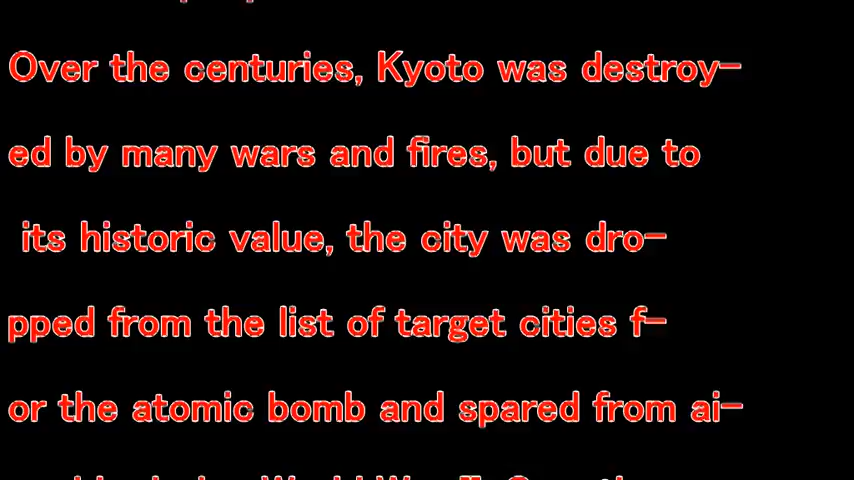 Over the centuries, Kyoto was destroy-
ed by many wars and fires, but due to
its historic value, the city was dro-
pped from the list of target cities f-
or the atomic bomb and spared from ai-